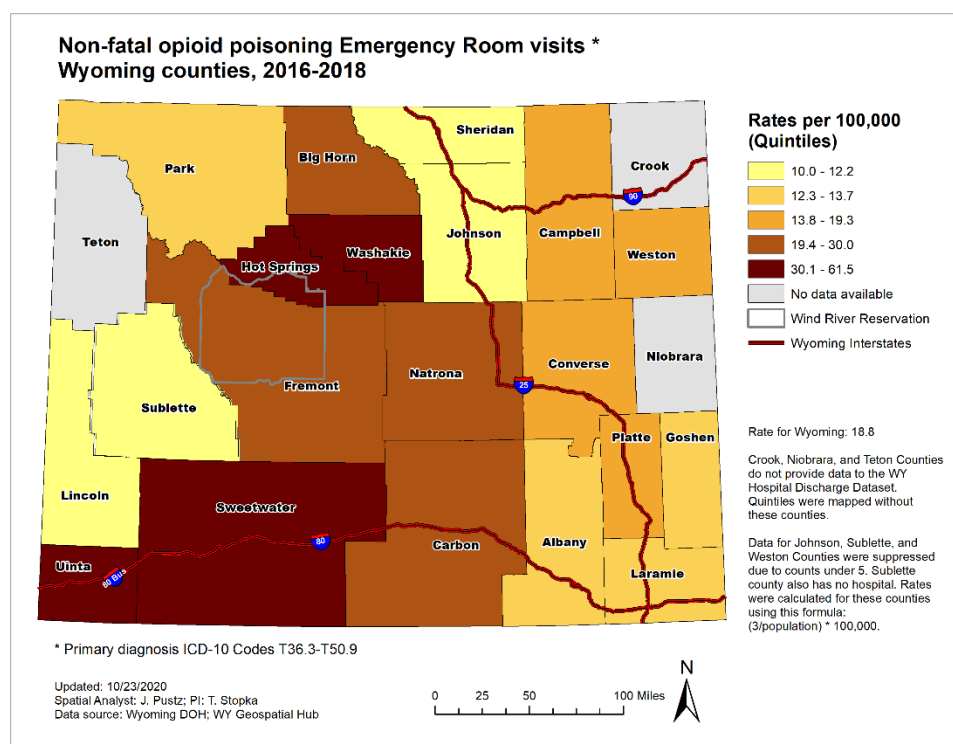 Non-fatal opioid poisoning Emergency Room visits *
Wyoming counties, 2016-2018
Sheridan
Big Horn
Park
Crook
90
Teton
Johnson
Campbell
Washakie
Hot Springs
Weston
Niobrara
Converse
Natrona
25
Fremont
Sublette
Platte
Goshen
Lincoln
Sweetwater
80
Carbon
Albany
Uinta
80 Bus
Laramie
Rates per 100,000
(Quintiles)
10.0 - 12.2
12.3 - 13.7
13.8 - 19.3
19.4 - 30.0
30.1 - 61.5
No data available
Wind River Reservation
Wyoming Interstates
Rate for Wyoming: 18.8
Crook, Niobrara, and Teton Counties
do not provide data to the WY
Hospital Discharge Dataset.
Quintiles were mapped without
these counties.
Data for Johnson, Sublette, and
Weston Counties were suppressed
due to counts under 5. Sublette
county also has no hospital. Rates
were calculated for these counties
using this formula:
(3/population) * 100,000.
* Primary diagnosis ICD-10 Codes T36.3-T50.9
Updated: 10/23/2020
Spatial Analyst: J. Pustz; PI: T. Stopka
Data source: Wyoming DOH; WY Geospatial Hub
0 25 50 100 Miles
N